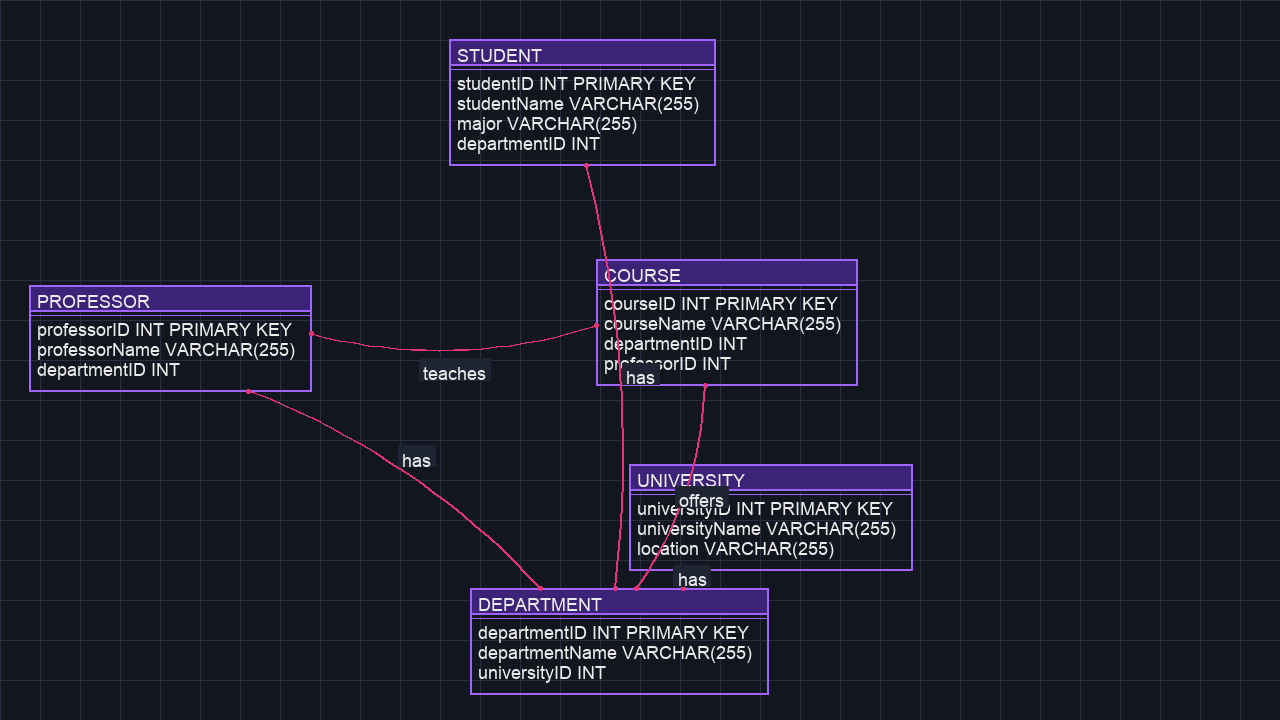 STUDENT
studentID INT PRIMARY KEY
studentName VARCHAR(255)
major VARCHAR(255)
departmentID INT
COURSE
courseID INT PRIMARY KEY
courseName VARCHAR(255)
departmentID INT
professorID INT
has
PROFESSOR
professorID INT PRIMARY KEY
professorName VARCHAR(255)
departmentID INT
teaches
has
UNIVERSITY
offers
universityID INT PRIMARY KEY
universityName VARCHAR(255)
location VARCHAR(255)
has
DEPARTMENT
departmentID INT PRIMARY KEY
departmentName VARCHAR(255)
universityID INT